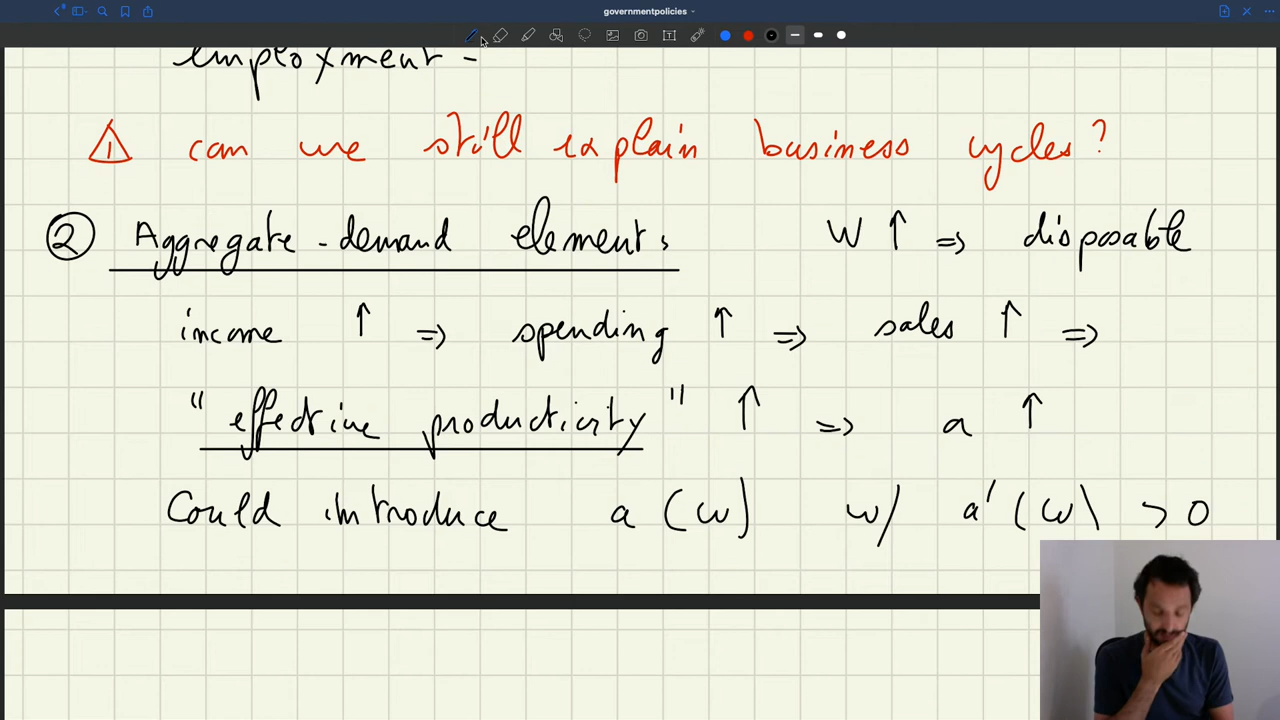 governmentpolicies
employment -
⚠ can we still explain business cycles?
② Aggregate-demand elements W ↑ => disposable
income ↑ => spending ↑ => sales ↑ =>
"effective productivity" ↑ => a ↑
Could introduce a (w) w/ a' (w) > 0